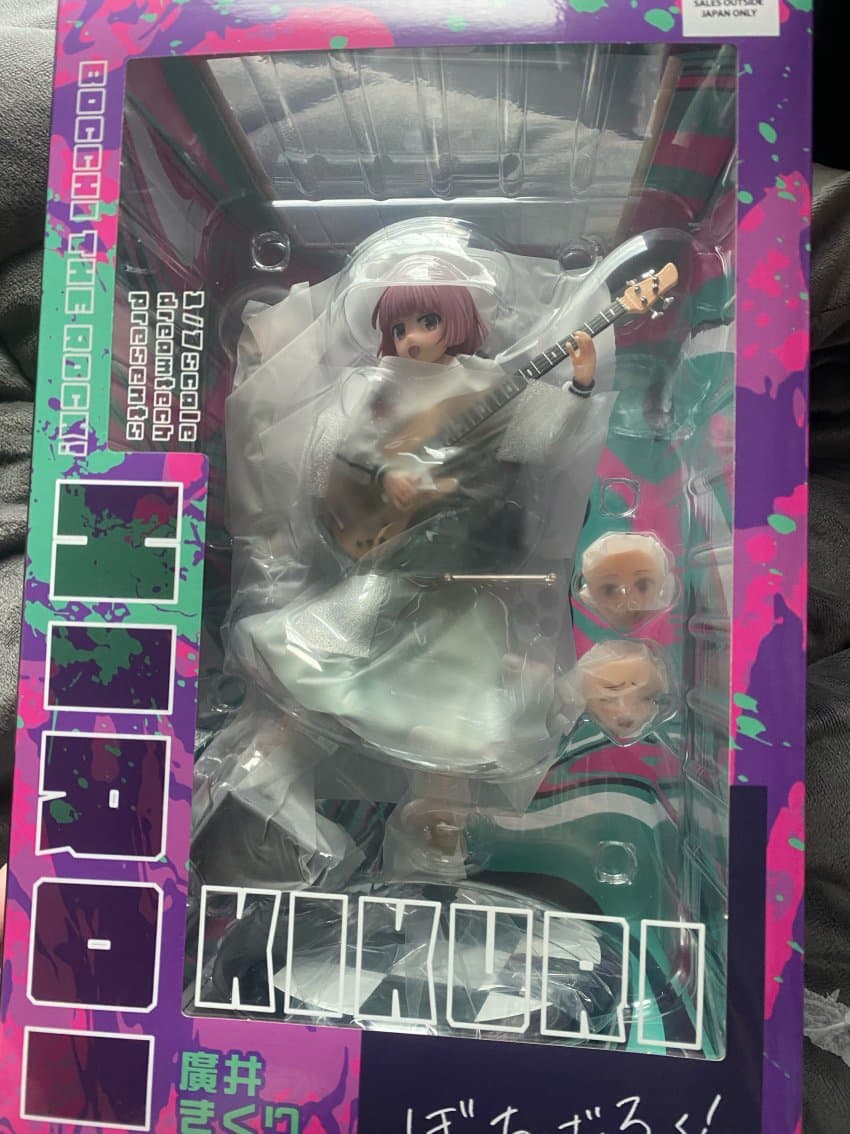 SALES OUTSIDE
JAPAN ONLY
BOCCHI THE ROCK!
1/7scale
dreamtech
presents
HIROI
KIKURI
廣井
きくり
ぼっち・ざ・ろっく!